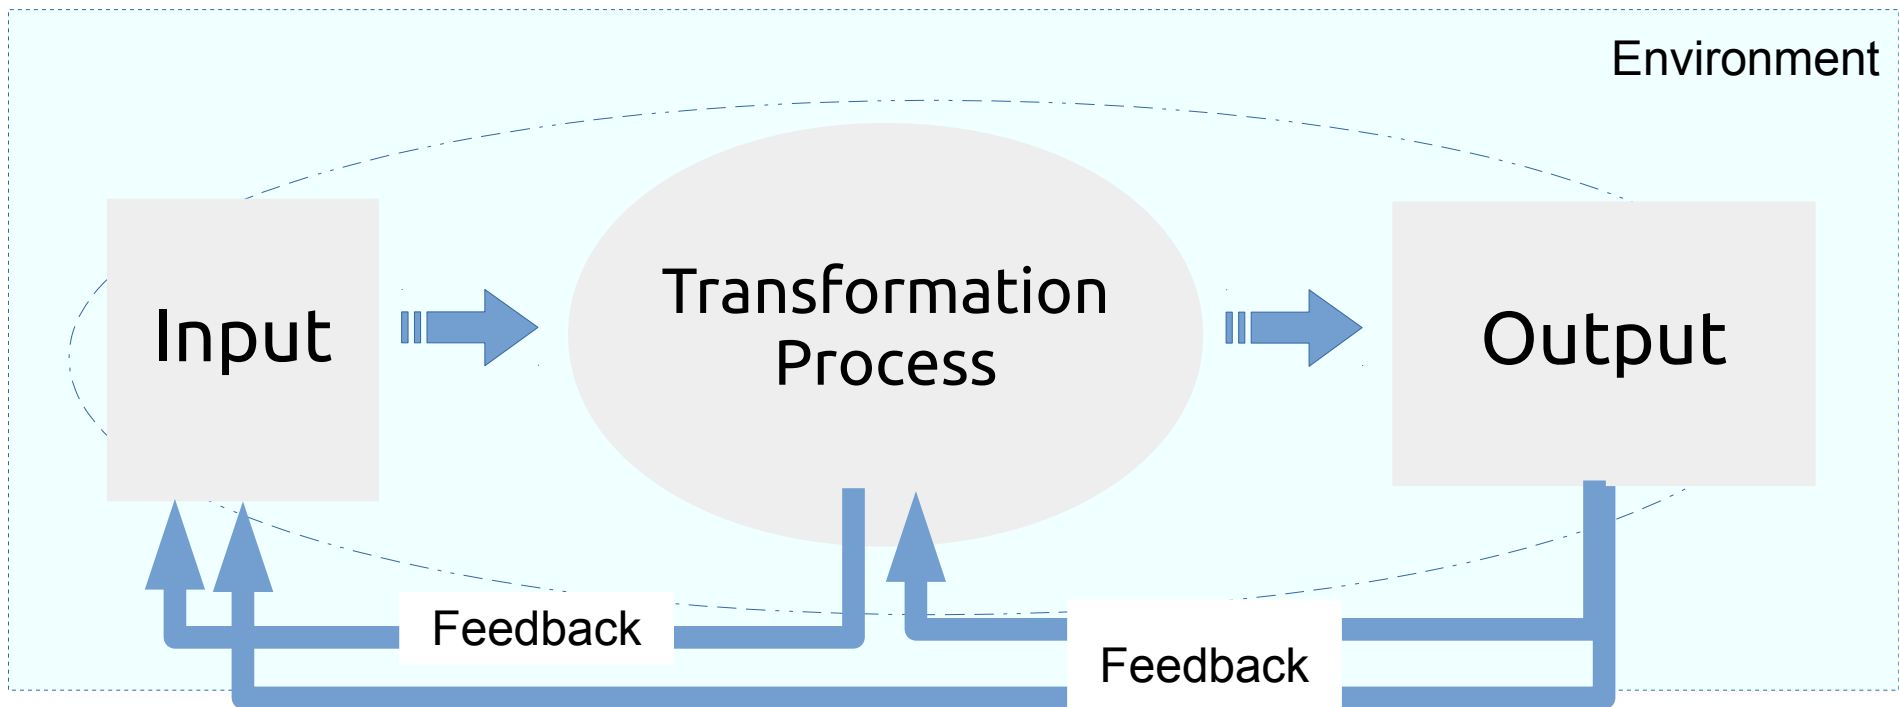 Environment
Input
Transformation
Process
Output
Feedback
Feedback